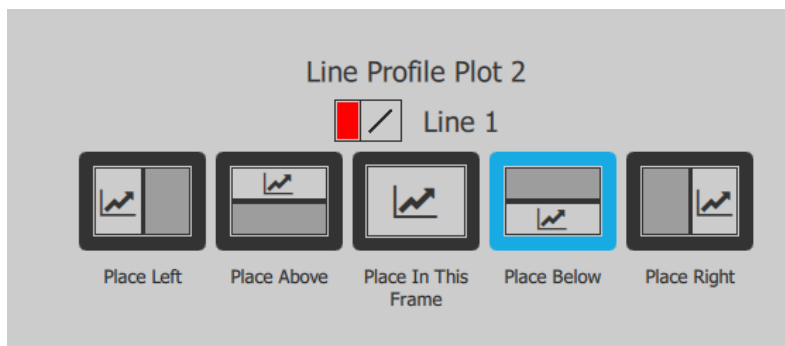 Line Profile Plot 2
Line 1
Place Left
Place Above
Place In This
Frame
Place Below
Place Right